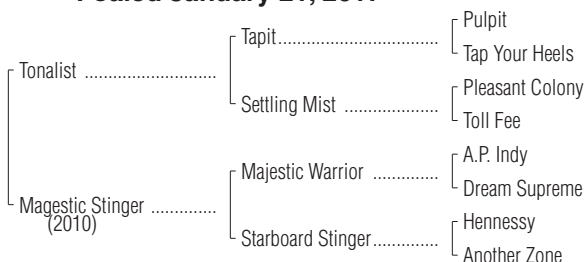 Pulpit
Tapit
Tap Your Heels
Tonalist
Pleasant Colony
Settling Mist
Toll Fee
A.P. Indy
Majestic Warrior
Dream Supreme
Magestic Stinger
(2010)
Hennessy
Starboard Stinger
Another Zone